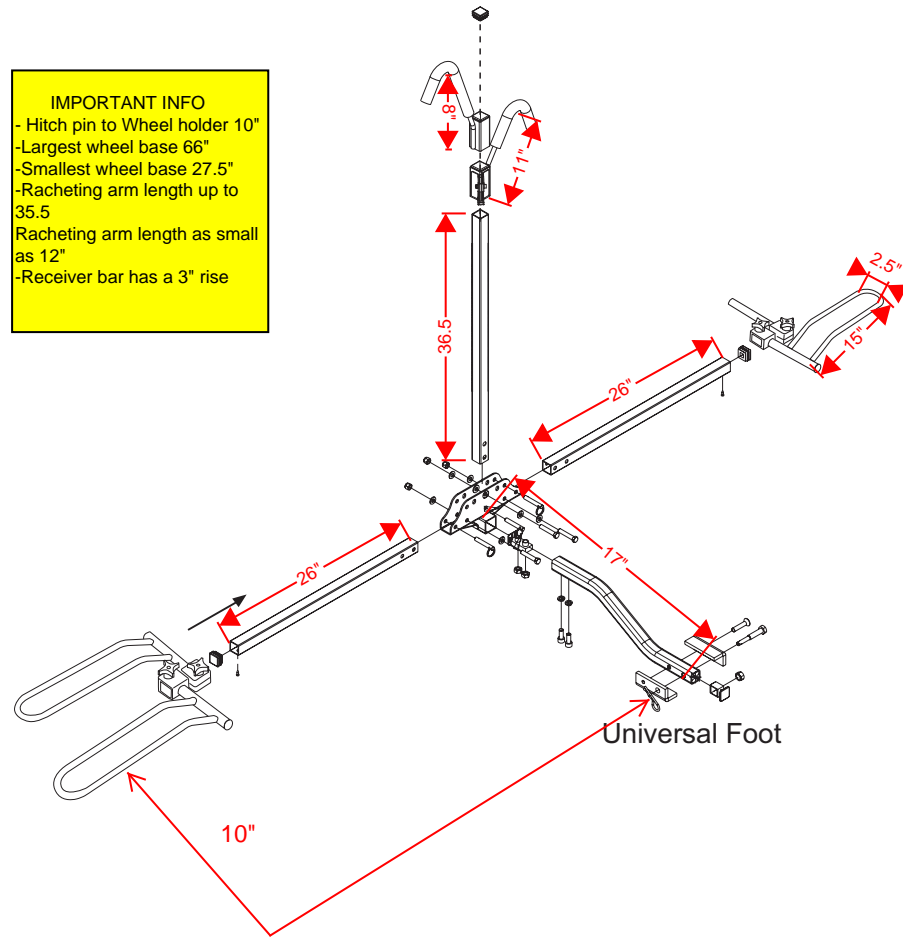 IMPORTANT INFO
- Hitch pin to Wheel holder 10"
-Largest wheel base 66"
-Smallest wheel base 27.5"
-Racheting arm length up to
35.5
Racheting arm length as small
as 12"
-Receiver bar has a 3" rise
8"
11"
36.5
2.5"
15"
26"
17"
26"
Universal Foot
10"